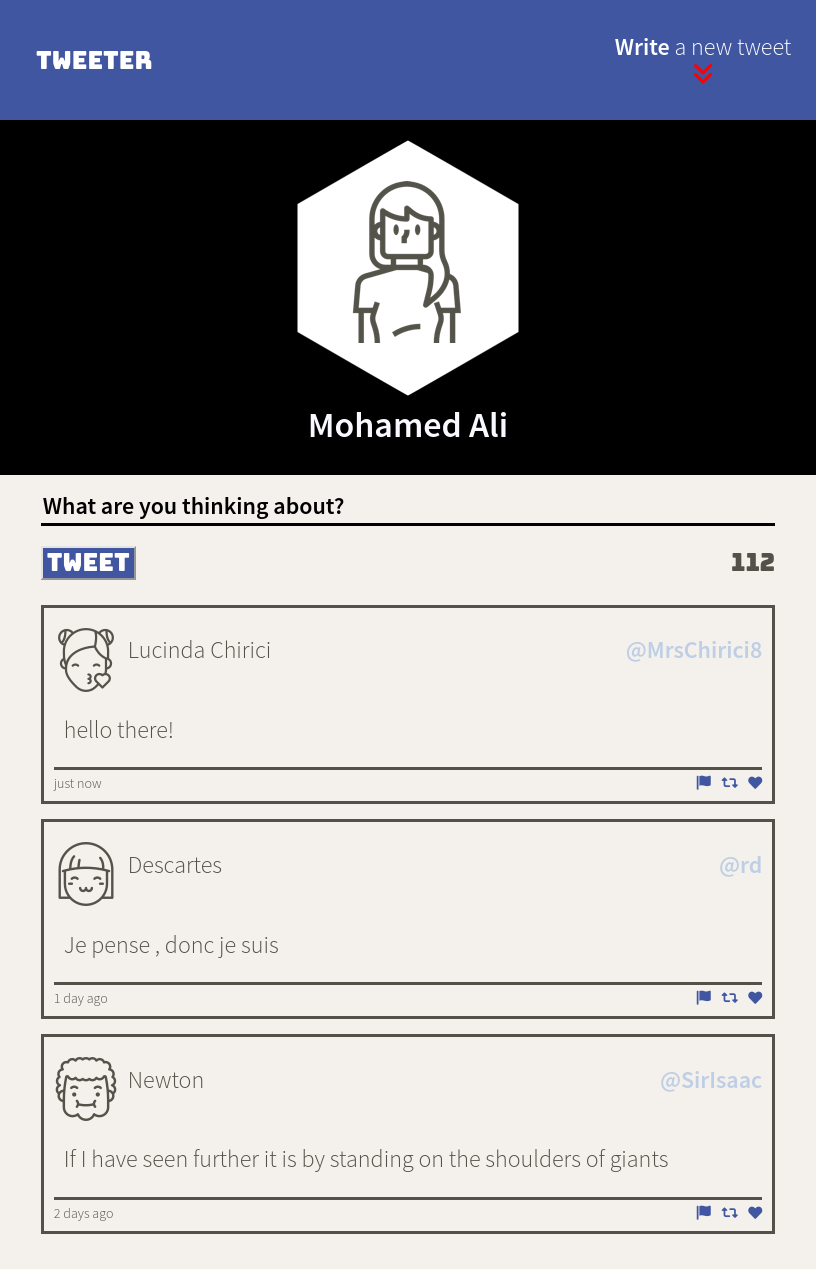 TWEETER
Write a new tweet
Mohamed Ali
What are you thinking about?
TWEET
112
Lucinda Chirici
@MrsChirici8
hello there!
just now
Descartes
@rd
Je pense , donc je suis
1 day ago
Newton
@SirIsaac
If I have seen further it is by standing on the shoulders of giants
2 days ago